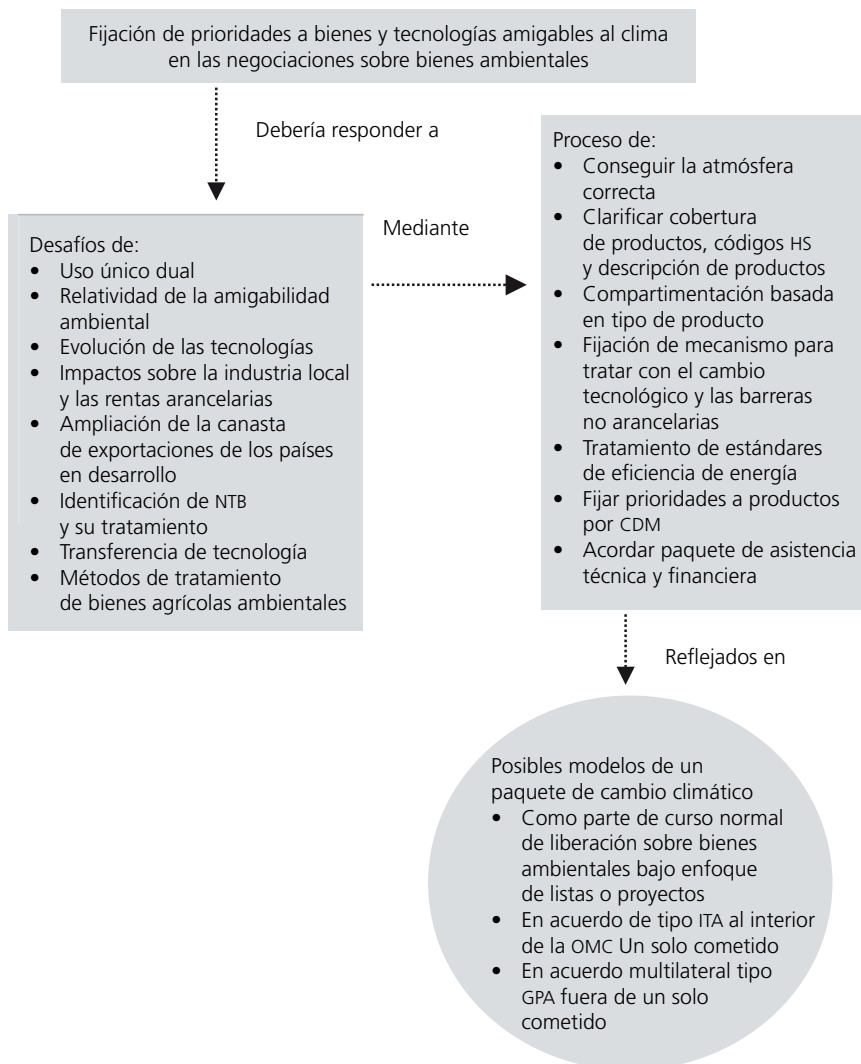 Fijación de prioridades a bienes y tecnologías amigables al clima
en las negociaciones sobre bienes ambientales
Debería responder a
Desafíos de:
• Uso único dual
• Relatividad de la amigabilidad
ambiental
• Evolución de las tecnologías
• Impactos sobre la industria local
y las rentas arancelarias
• Ampliación de la canasta
de exportaciones de los países
en desarrollo
• Identificación de NTB
y su tratamiento
• Transferencia de tecnología
• Métodos de tratamiento
de bienes agrícolas ambientales
Mediante
Proceso de:
• Conseguir la atmósfera
correcta
• Clarificar cobertura
de productos, códigos HS
y descripción de productos
• Compartimentación basada
en tipo de producto
• Fijación de mecanismo para
tratar con el cambio
tecnológico y las barreras
no arancelarias
• Tratamiento de estándares
de eficiencia de energía
• Fijar prioridades a productos
por CDM
• Acordar paquete de asistencia
técnica y financiera
Reflejados en
Posibles modelos de un
paquete de cambio climático
• Como parte de curso normal
de liberación sobre bienes
ambientales bajo enfoque
de listas o proyectos
• En acuerdo de tipo ITA al interior
de la OMC Un solo cometido
• En acuerdo multilateral tipo
GPA fuera de un solo
cometido